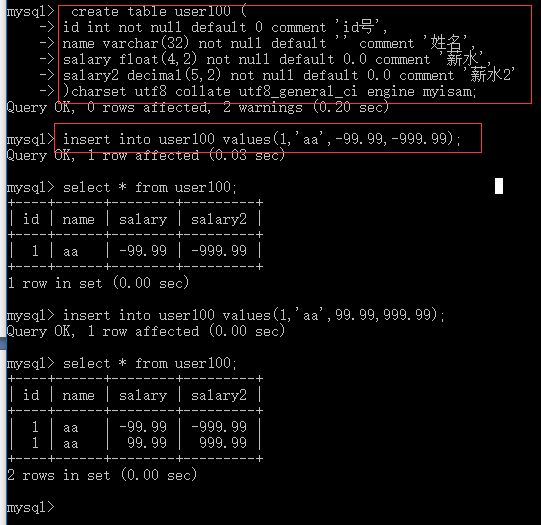 mysql>  create table user100 (
    -> id int not null default 0 comment 'id号',
    -> name varchar(32) not null default '' comment '姓名',
    -> salary float(4,2) not null default 0.0 comment '薪水',
    -> salary2 decimal(5,2) not null default 0.0 comment '薪水2'
    -> )charset utf8 collate utf8_general_ci engine myisam;
Query OK, 0 rows affected, 2 warnings (0.20 sec)
mysql> insert into user100 values(1,'aa',-99.99,-999.99);
Query OK, 1 row affected (0.03 sec)
mysql> select * from user100;
+----+------+--------+---------+
| id | name | salary | salary2 |
+----+------+--------+---------+
|  1 | aa   | -99.99 | -999.99 |
+----+------+--------+---------+
1 row in set (0.00 sec)
mysql> insert into user100 values(1,'aa',99.99,999.99);
Query OK, 1 row affected (0.00 sec)
mysql> select * from user100;
+----+------+--------+---------+
| id | name | salary | salary2 |
+----+------+--------+---------+
|  1 | aa   | -99.99 | -999.99 |
|  1 | aa   |  99.99 |  999.99 |
+----+------+--------+---------+
2 rows in set (0.00 sec)
mysql>